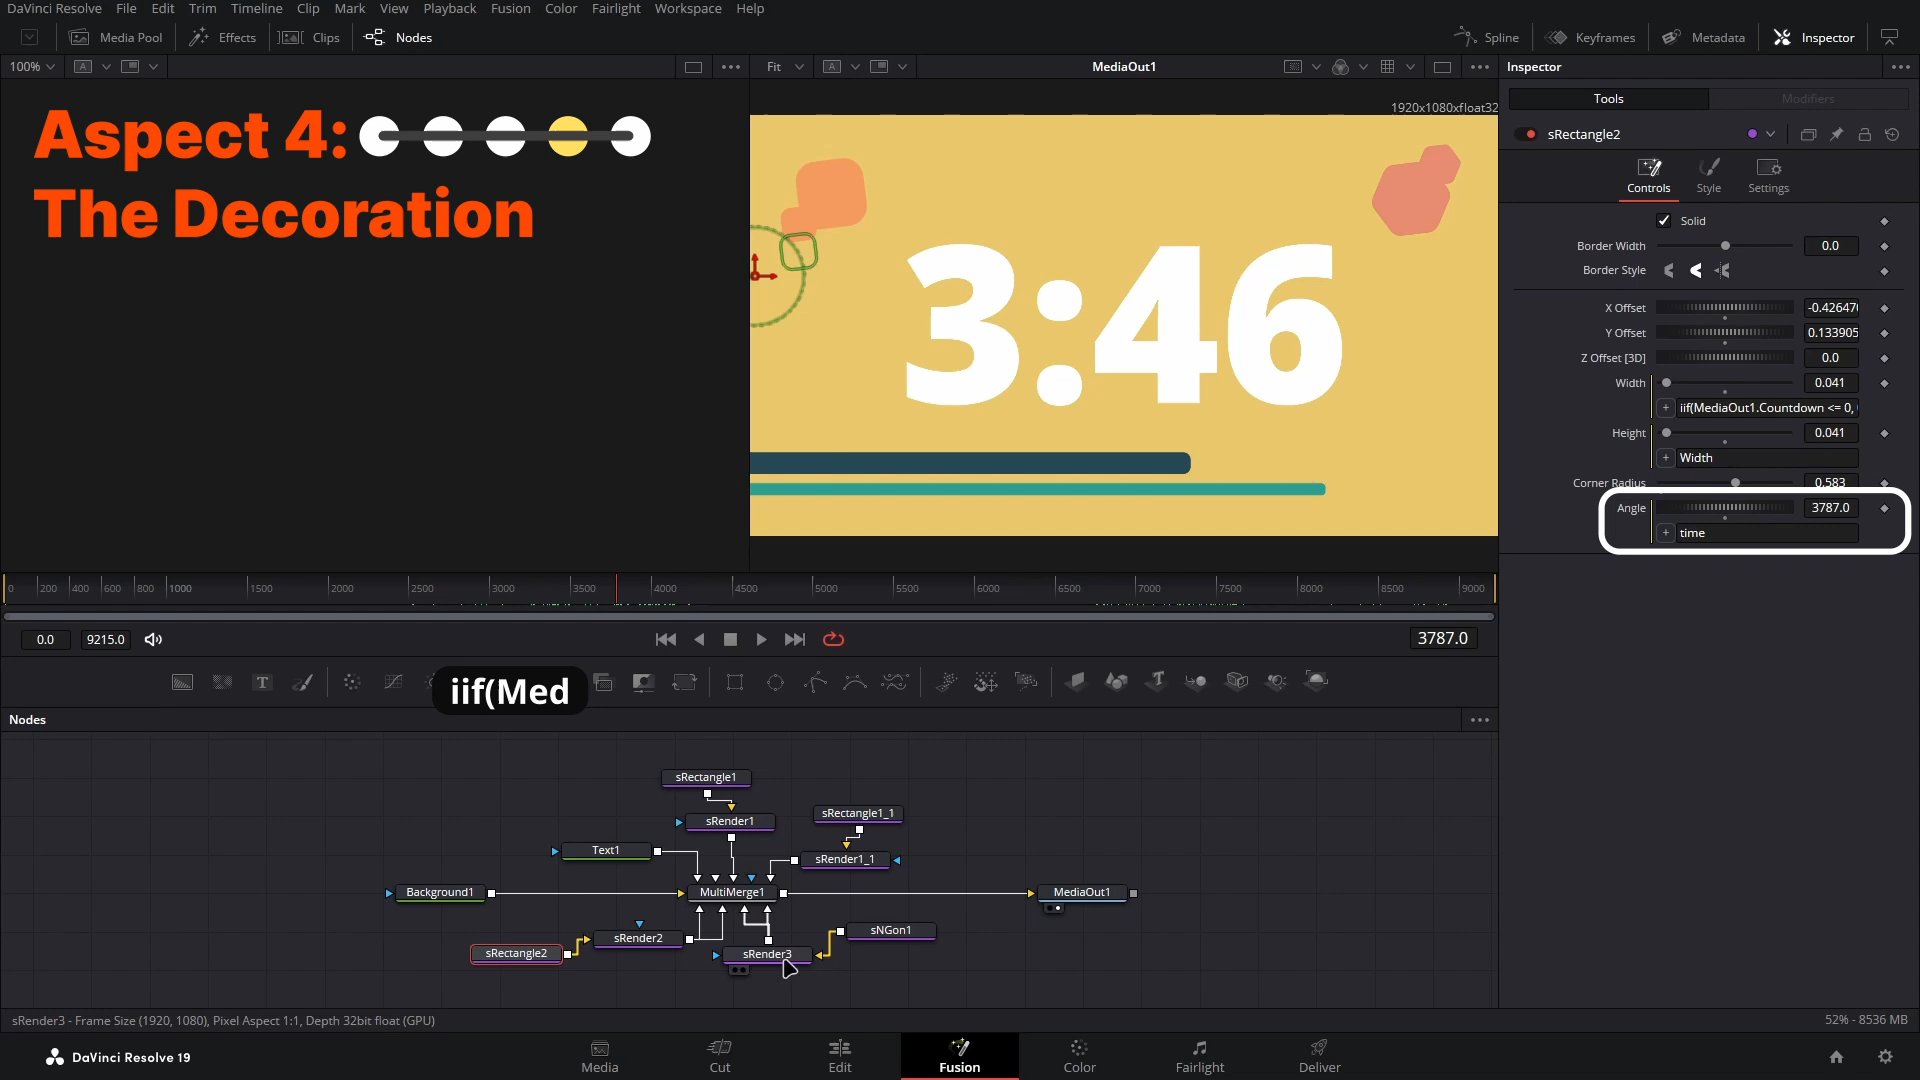 DaVinci Resolve File Edit Trim Timeline Clip Mark View Playback Fusion Color Fairlight Workspace Help
Media Pool Effects Clips Nodes Spline Keyframes Metadata Inspector
100% A Fit A MediaOut1 Inspector
1920x1080xfloat32
Tools Modifiers
Aspect 4:
The Decoration
3:46
sRectangle2
Controls Style Settings
Solid
Border Width 0.0
Border Style
X Offset -0.42647
Y Offset 0.133905
Z Offset [3D] 0.0
Width 0.041
iif(MediaOut1.Countdown <= 0,
Height 0.041
Width
Corner Radius 0.583
Angle 3787.0
time
0 200 400 600 800 1000 1500 2000 2500 3000 3500 4000 4500 5000 5500 6000 6500 7000 7500 8000 8500 9000
0.0 9215.0 3787.0
T iif(Med T
Nodes
sRectangle1
sRectangle1_1
sRender1
Text1
sRender1_1
Background1 MultiMerge1 MediaOut1
sNGon1
sRender2
sRectangle2 sRender3
sRender3 - Frame Size (1920, 1080), Pixel Aspect 1:1, Depth 32bit float (GPU) 52% - 8536 MB
DaVinci Resolve 19 Media Cut Edit Fusion Color Fairlight Deliver